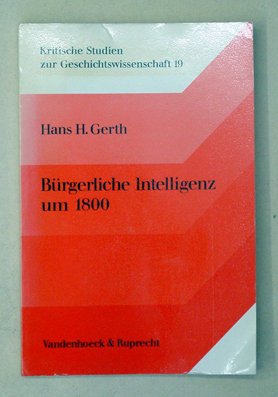 Kritische Studien
zur Geschichtswissenschaft 19
Hans H. Gerth
Bürgerliche Intelligenz
um 1800
Vandenhoeck & Ruprecht